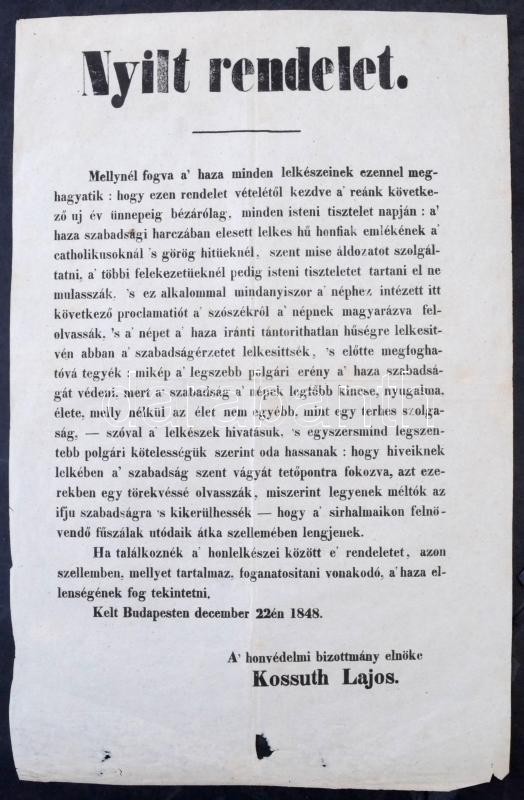 Nyilt rendelet.
Mellynél fogva a' haza minden lelkészeinek ezennel meg-
hagyatik : hogy ezen rendelet vételétől kezdve a' reánk követke-
ző uj év ünnepeig bézárólag, minden isteni tisztelet napján : a'
haza szabadsági harczában elesett lelkes hű honfiak emlékének a'
catholikusoknál 's görög hitüeknél, szent mise áldozatot szolgál-
tatni, a' többi felekezetüeknél pedig isteni tiszteletet tartani el ne
mulasszák, 's ez alkalommal mindanyiszor a' néphez intézett itt
következő proclamatiót a' szószékről a' népnek magyarázva fel-
olvassák, 's a' népet a' haza iránti tántorithatlan hűségre lelkesit-
vén abban a' szabadságérzetet lelkesittsék, 's előtte megfogha-
tóvá tegyék : mikép a' legszebb polgári erény a' haza szabadsá-
gát védeni, mert a' szabadság a' népek legfőbb kincse, nyugalma,
élete, melly nélkül az élet nem egyébb, mint egy terhes szolga-
ság, — szóval a' lelkészek hivatásuk, 's egyszersmind legszen-
tebb polgári kötelességük szerint oda hassanak : hogy hiveiknek
lelkében a' szabadság szent vágyát tetőpontra fokozva, azt eze-
rekben egy törekvéssé olvasszák, miszerint legyenek méltók az
ifju szabadságra 's kikerülhessék — hogy a' sirhalmaikon felnö-
vendő fűszálak utódaik átka szellemében lengjenek.
Ha találkoznék a' honlelkészei között e' rendeletet, azon
szellemben, mellyet tartalmaz, foganatositani vonakodó, a' haza el-
lenségének fog tekintetni.
Kelt Budapesten december 22én 1848.
A' honvédelmi bizottmány elnöke
Kossuth Lajos.
darabanth